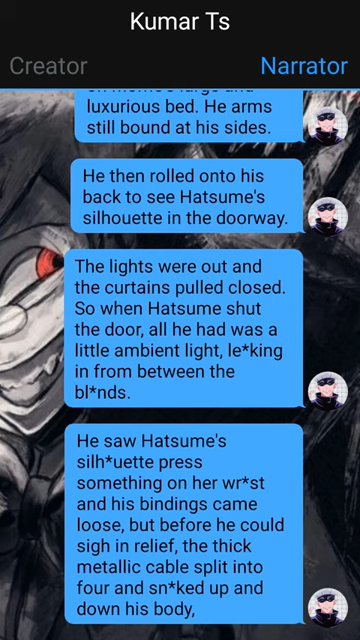 Kumar Ts
Creator
Narrator
luxurious bed. He arms
still bound at his sides.
He then rolled onto his
back to see Hatsume's
silhouette in the doorway.
The lights were out and
the curtains pulled closed.
So when Hatsume shut
the door, all he had was a
little ambient light, le*king
in from between the
bl*nds.
He saw Hatsume's
silh*uette press
something on her wr*st
and his bindings came
loose, but before he could
sigh in relief, the thick
metallic cable split into
four and sn*ked up and
down his body,